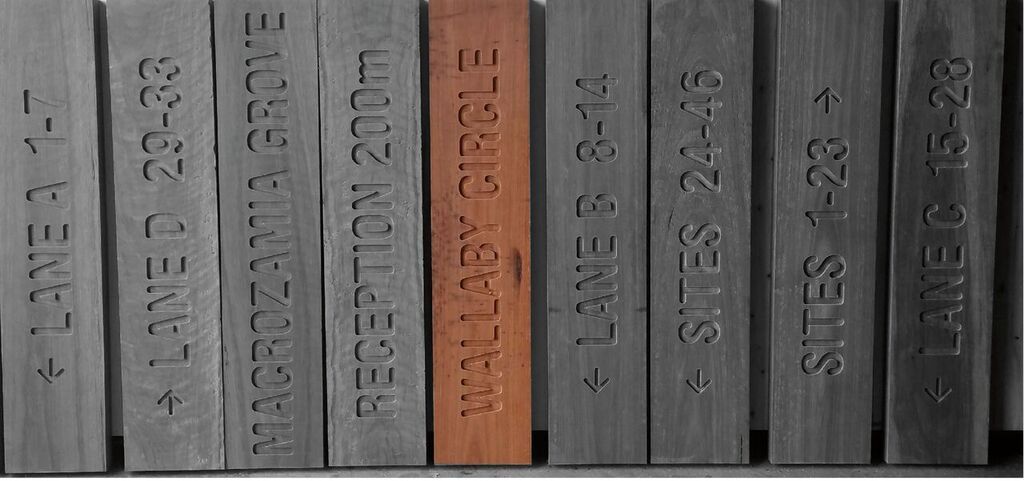 ← LANE A 1-7
→ LANE D 29-33
MACROZAMIA GROVE
RECEPTION 200m
WALLABY CIRCLE
← LANE B 8-14
← SITES 24-46
SITES 1-23 →
← LANE C 15-28